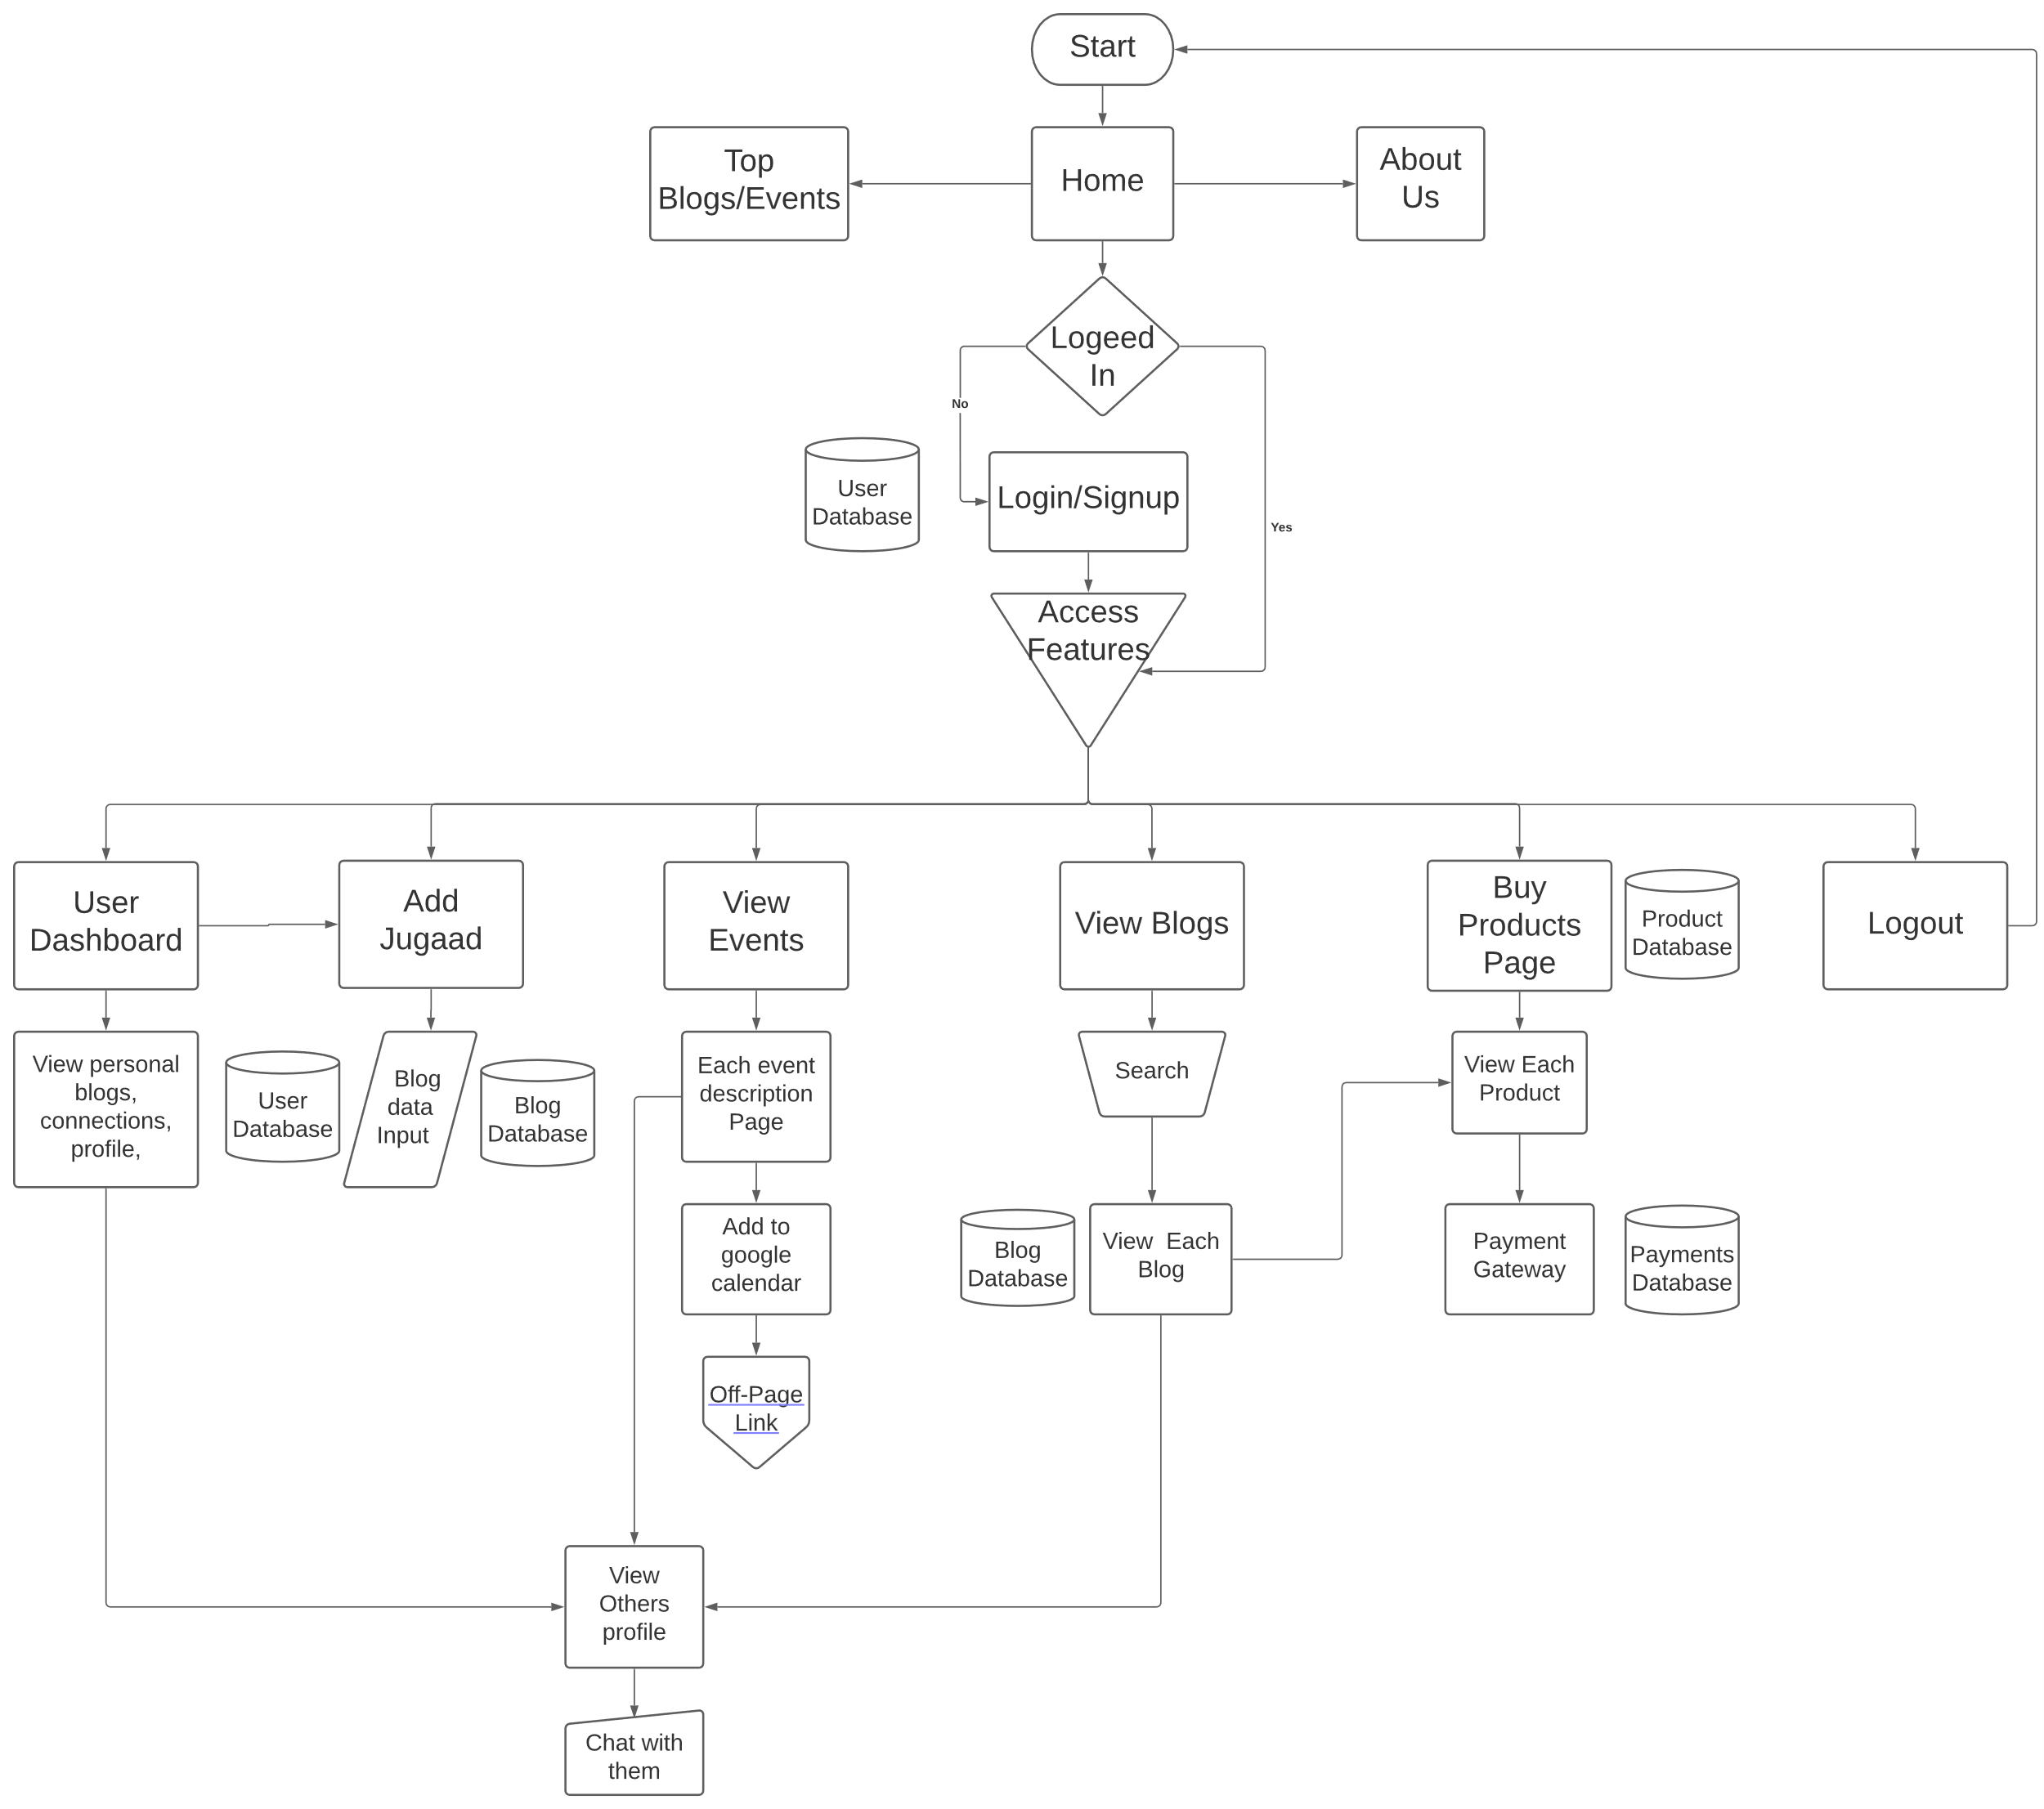 Start
Top
Blogs/Events
Home
About
Us
Logeed
In
No
User
Database
Login/Signup
Yes
Access
Features
User
Dashboard
Add
Jugaad
View
Events
View Blogs
Buy
Products
Page
Product
Database
Logout
View personal
blogs,
connections,
profile,
User
Database
Blog
data
Input
Blog
Database
Each event
description
Page
Search
View Each
Product
Add to
google
calendar
Blog
Database
View  Each
Blog
Payment
Gateway
Payments
Database
Off-Page
Link
View
Others
profile
Chat with
them